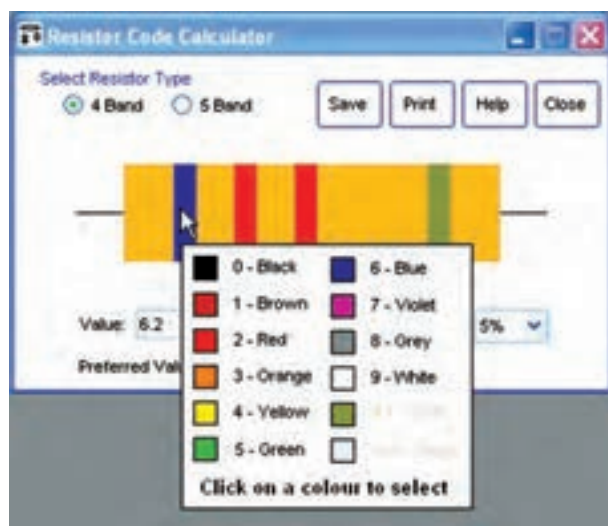 Resister Code Calculator
Select Resistor Type
4 Band 5 Band Save Print Help Close
Value: 6.2 5%
Preferred
0 - Black 6 - Blue
1 - Brown 7 - Violet
2 - Red 8 - Grey
3 - Orange 9 - White
4 - Yellow
5 - Green
Click on a colour to select